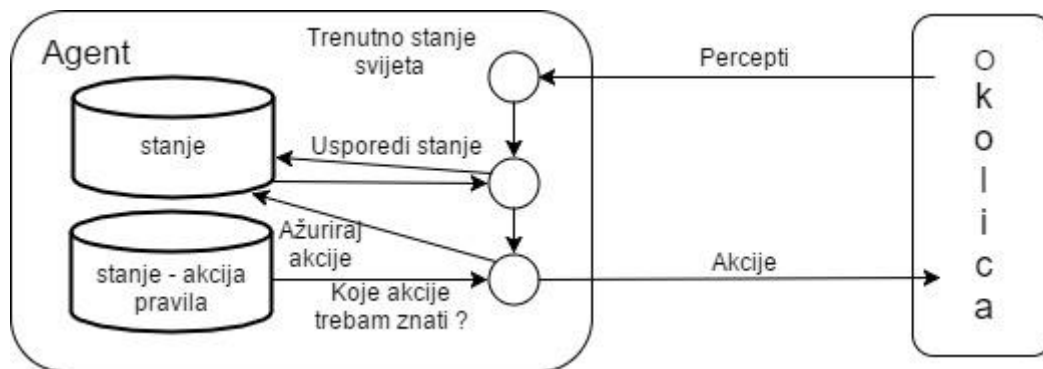 Agent
Trenutno stanje
svijeta
Percepti
stanje
Usporedi stanje
Ažuriraj
akcije
stanje - akcija
pravila
Koje akcije
trebam znati ?
Akcije
o
k
o
l
i
c
a